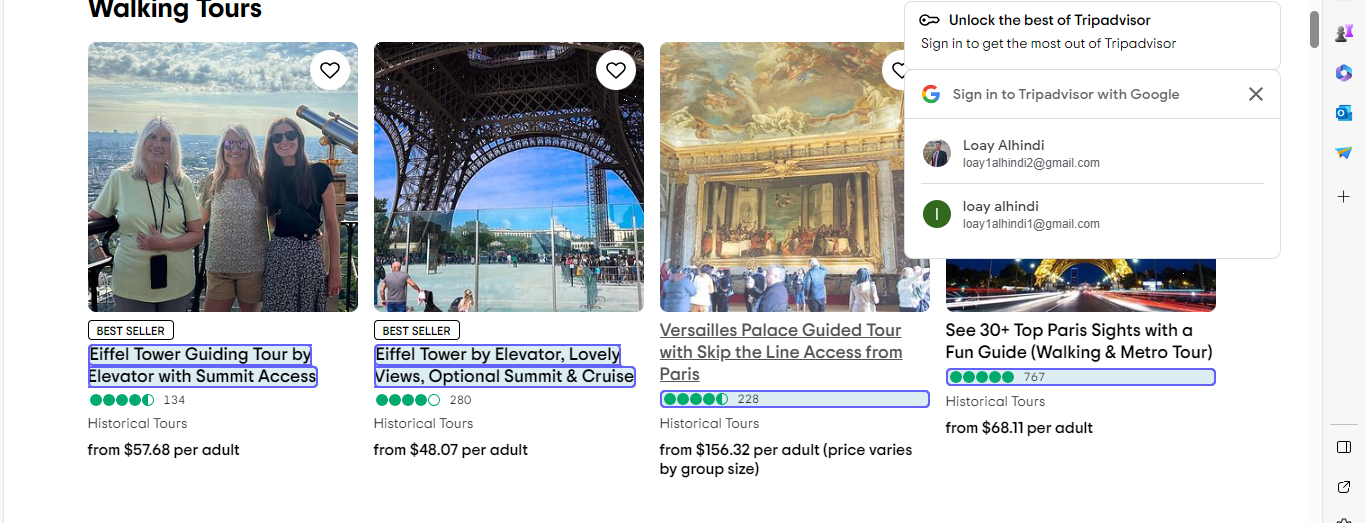 Walking Tours
Unlock the best of Tripadvisor
Sign in to get the most out of Tripadvisor
Sign in to Tripadvisor with Google
Loay Alhindi
loay1alhindi2@gmail.com
l
loay alhindi
loay1alhindi1@gmail.com
BEST SELLER
Eiffel Tower Guiding Tour by
Elevator with Summit Access
134
Historical Tours
from $57.68 per adult
BEST SELLER
Eiffel Tower by Elevator, Lovely
Views, Optional Summit & Cruise
280
Historical Tours
from $48.07 per adult
Versailles Palace Guided Tour
with Skip the Line Access from
Paris
228
Historical Tours
from $156.32 per adult (price varies
by group size)
See 30+ Top Paris Sights with a
Fun Guide (Walking & Metro Tour)
767
Historical Tours
from $68.11 per adult